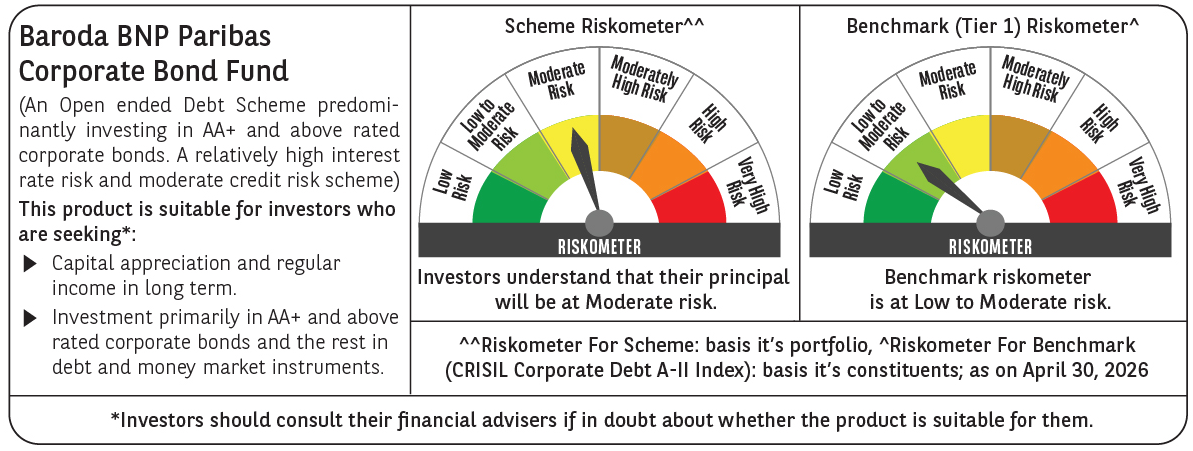 Baroda BNP Paribas
Corporate Bond Fund
(An Open ended Debt Scheme predomi-
nantly investing in AA+ and above rated
corporate bonds. A relatively high interest
rate risk and moderate credit risk scheme)
This product is suitable for investors who
are seeking*:
▶ Capital appreciation and regular
income in long term.
▶ Investment primarily in AA+ and above
rated corporate bonds and the rest in
debt and money market instruments.
Scheme Riskometer^^
Low
Risk
Low to
Moderate
Risk
Moderate
Risk
Moderately
High Risk
High
Risk
Very High
Risk
RISKOMETER
Investors understand that their principal
will be at Moderate risk.
Benchmark (Tier 1) Riskometer^
Low
Risk
Low to
Moderate
Risk
Moderate
Risk
Moderately
High Risk
High
Risk
Very High
Risk
RISKOMETER
Benchmark riskometer
is at Low to Moderate risk.
^^Riskometer For Scheme: basis it's portfolio, ^Riskometer For Benchmark
(CRISIL Corporate Debt A-II Index): basis it's constituents; as on April 30, 2026
*Investors should consult their financial advisers if in doubt about whether the product is suitable for them.